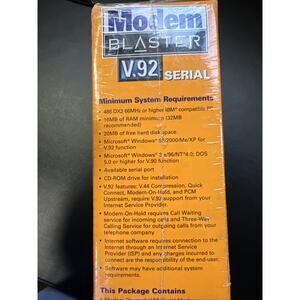 Modem
BLASTER
V.92 SERIAL
Minimum System Requirements
• 486 DX2 66MHz or higher IBM® compatible PC
• 16MB of RAM minimum (32MB
recommended)
• 20MB of free hard disk space
• Microsoft® Windows® 98/2000/Me/XP for
V.92 function
• Microsoft® Windows® NT®4.0; DOS
5.0 or higher for V.90 function
• Available serial port
• CD-ROM drive for installation
• V.92 features: V.44 Compression, Quick
Connect, Modem-On-Hold, and PCM
Upstream, require V.92 support from your
Internet Service Provider.
• Modem-On-Hold requires Call Waiting
service for incoming calls and Three-Way
Calling Service for outgoing calls from your
telephone company
• Internet software requires connection to the
Internet through an Internet Service
Provider (ISP) and any charges incurred to
connect are the responsibility of the end-user.
• Software may have additional system
requirements.
This Package Contains